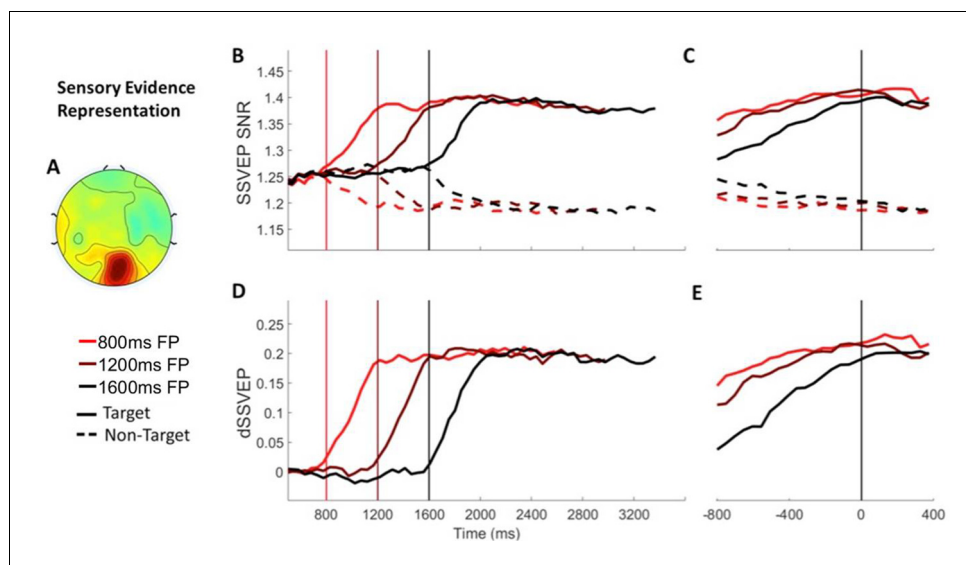 Sensory Evidence
Representation
A
800ms FP
1200ms FP
1600ms FP
Target
Non-Target
B
SSVEP SNR
1.45
1.4
1.35
1.3
1.25
1.2
1.15
C
D
dSSVEP
0.25
0.2
0.15
0.1
0.05
0
800 1200 1600 2000 2400 2800 3200
Time (ms)
E
-800 -400 0 400